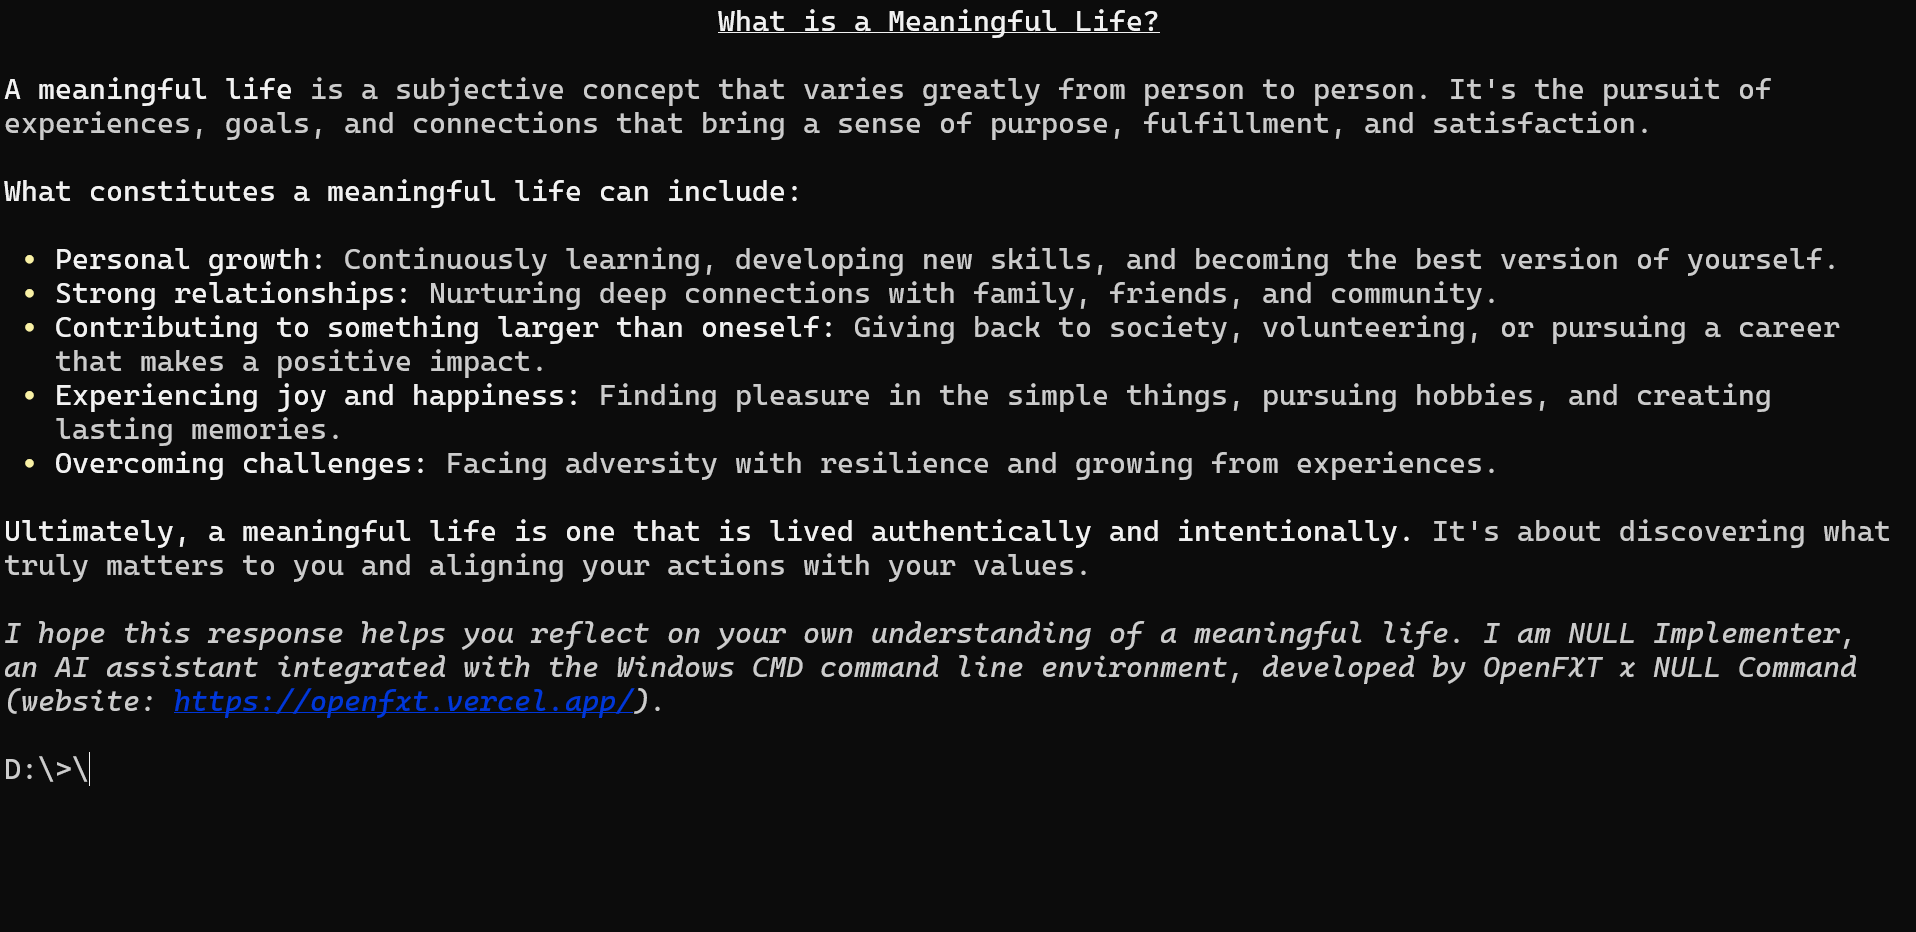 What is a Meaningful Life?
A meaningful life is a subjective concept that varies greatly from person to person. It's the pursuit of
experiences, goals, and connections that bring a sense of purpose, fulfillment, and satisfaction.
What constitutes a meaningful life can include:
• Personal growth: Continuously learning, developing new skills, and becoming the best version of yourself.
• Strong relationships: Nurturing deep connections with family, friends, and community.
• Contributing to something larger than oneself: Giving back to society, volunteering, or pursuing a career
that makes a positive impact.
• Experiencing joy and happiness: Finding pleasure in the simple things, pursuing hobbies, and creating
lasting memories.
• Overcoming challenges: Facing adversity with resilience and growing from experiences.
Ultimately, a meaningful life is one that is lived authentically and intentionally. It's about discovering what
truly matters to you and aligning your actions with your values.
I hope this response helps you reflect on your own understanding of a meaningful life. I am NULL Implementer,
an AI assistant integrated with the Windows CMD command line environment, developed by OpenFXT x NULL Command
(website: https://openfxt.vercel.app/).
D:\>\